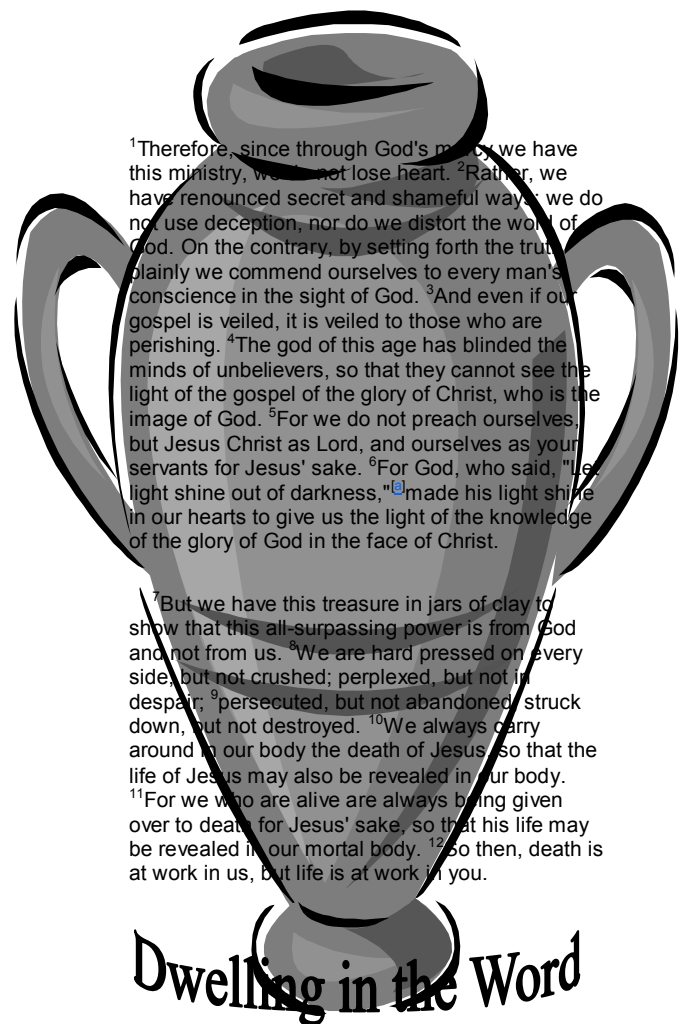 1Therefore, since through God's mercy we have
this ministry, we do not lose heart. 2Rather, we
have renounced secret and shameful ways; we do
not use deception, nor do we distort the word of
God. On the contrary, by setting forth the truth
plainly we commend ourselves to every man's
conscience in the sight of God. 3And even if our
gospel is veiled, it is veiled to those who are
perishing. 4The god of this age has blinded the
minds of unbelievers, so that they cannot see the
light of the gospel of the glory of Christ, who is the
image of God. 5For we do not preach ourselves,
but Jesus Christ as Lord, and ourselves as your
servants for Jesus' sake. 6For God, who said, "Let
light shine out of darkness,"[a]made his light shine
in our hearts to give us the light of the knowledge
of the glory of God in the face of Christ.
7But we have this treasure in jars of clay to
show that this all-surpassing power is from God
and not from us. 8We are hard pressed on every
side, but not crushed; perplexed, but not in
despair; 9persecuted, but not abandoned; struck
down, but not destroyed. 10We always carry
around in our body the death of Jesus, so that the
life of Jesus may also be revealed in our body.
11For we who are alive are always being given
over to death for Jesus' sake, so that his life may
be revealed in our mortal body. 12So then, death is
at work in us, but life is at work in you.
Dwelling in the Word